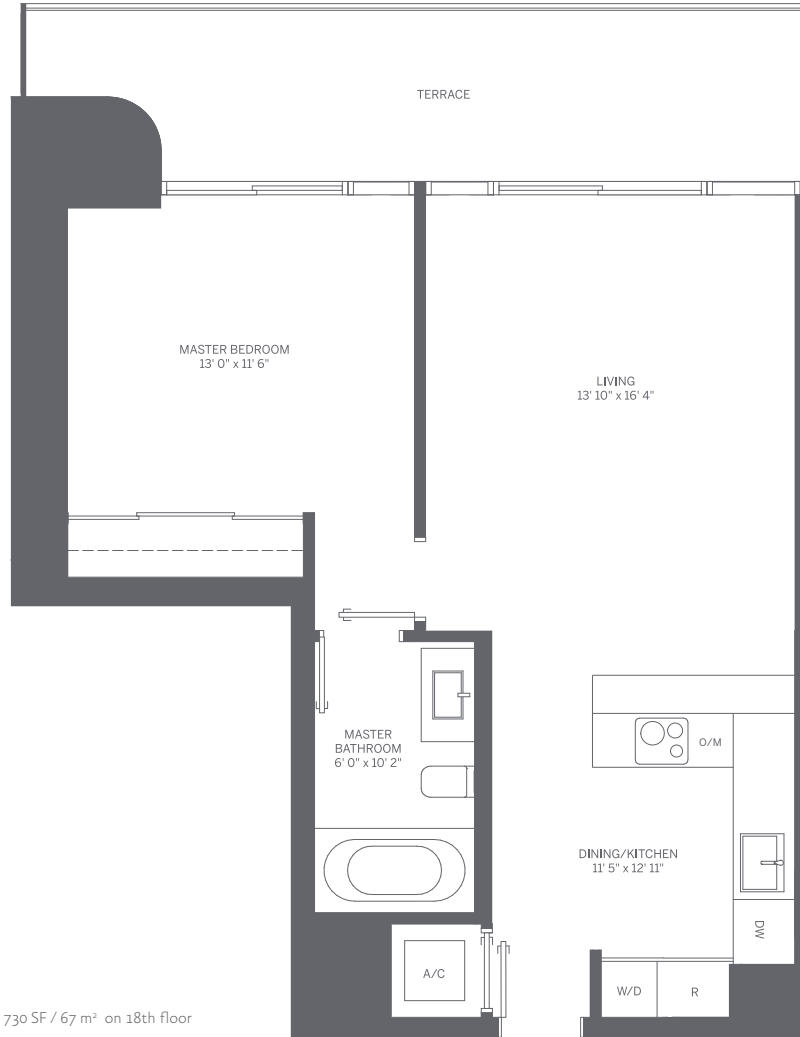 TERRACE
MASTER BEDROOM
13' 0" x 11' 6"
LIVING
13' 10" x 16' 4"
MASTER
BATHROOM
6' 0" x 10' 2"
O/M
DINING/KITCHEN
11' 5" x 12' 11"
DW
A/C
W/D
R
730 SF / 67 m² on 18th floor